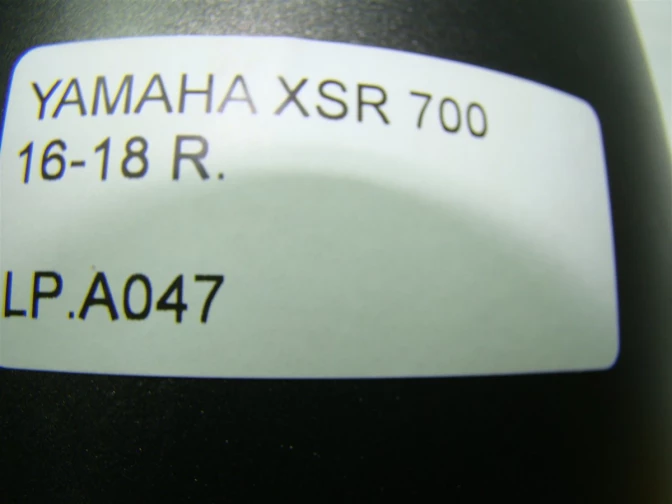 YAMAHA XSR 700
16-18 R.
LP.A047